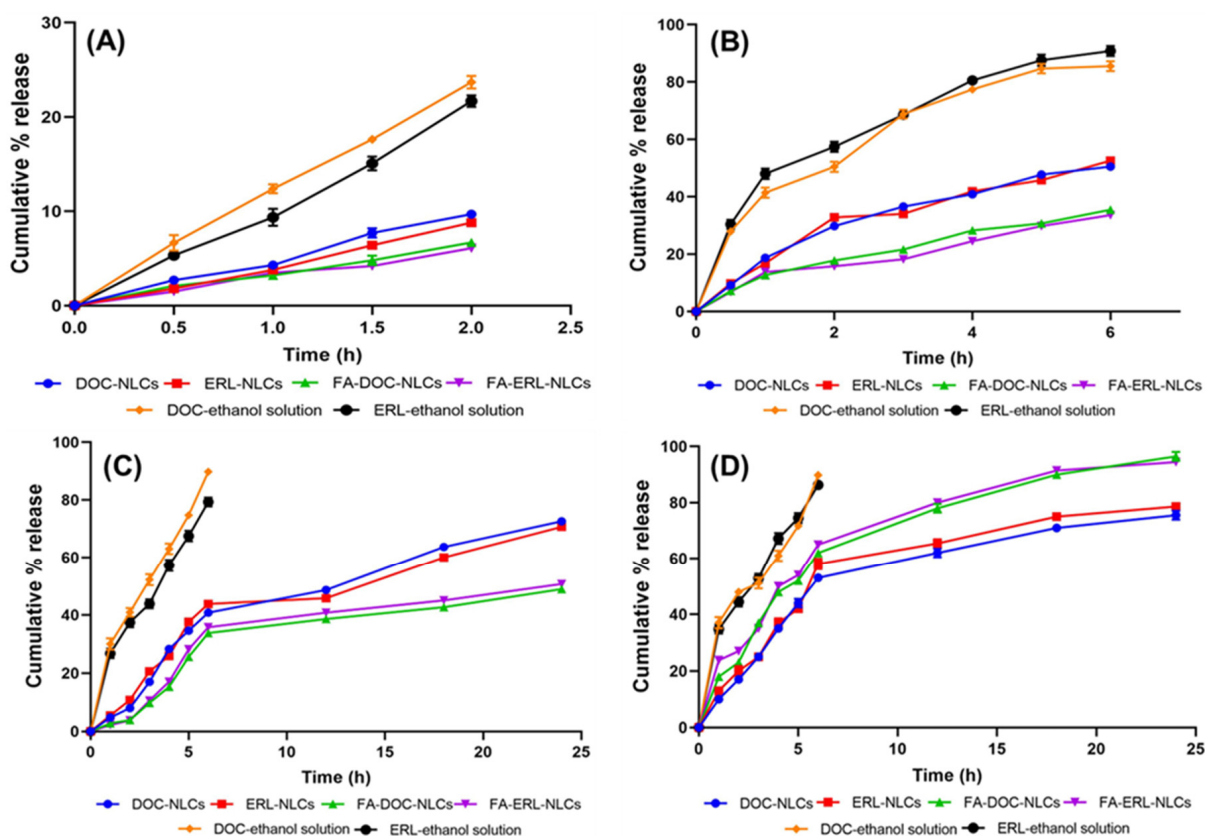 (A)
Cumulative % release
30
20
10
0
0.0 0.5 1.0 1.5 2.0 2.5
Time (h)
DOC-NLCs ERL-NLCs FA-DOC-NLCs FA-ERL-NLCs
DOC-ethanol solution ERL-ethanol solution
(B)
Cumulative % release
100
80
60
40
20
0
0 2 4 6
Time (h)
DOC-NLCs ERL-NLCs FA-DOC-NLCs FA-ERL-NLCs
DOC-ethanol solution ERL-ethanol solution
(C)
Cumulative % release
100
80
60
40
20
0
0 5 10 15 20 25
Time (h)
DOC-NLCs ERL-NLCs FA-DOC-NLCs FA-ERL-NLCs
DOC-ethanol solution ERL-ethanol solution
(D)
Cumulative % release
100
80
60
40
20
0
0 5 10 15 20 25
Time (h)
DOC-NLCs ERL-NLCs FA-DOC-NLCs FA-ERL-NLCs
DOC-ethanol solution ERL-ethanol solution